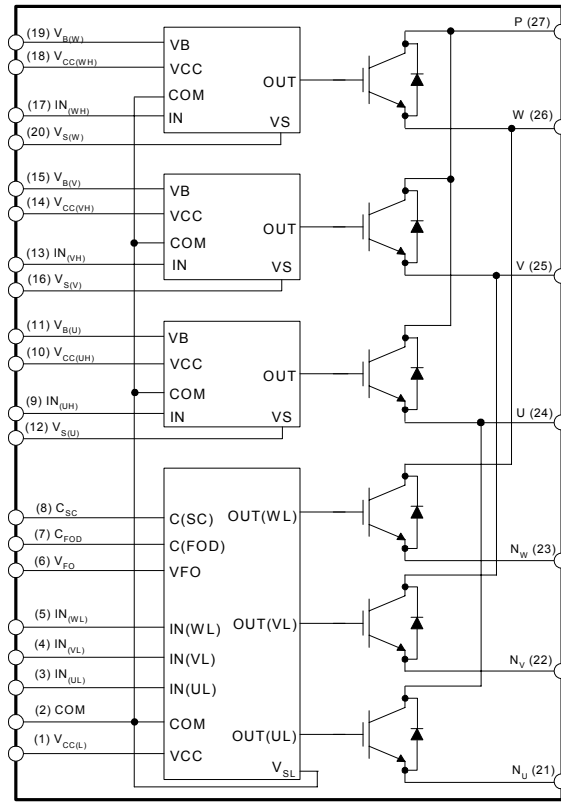 P (27)
(19) VB(W)
VB
(18) VCC(WH)
VCC
OUT
COM
(17) IN(WH)
IN
W (26)
VS
(20) VS(W)
(15) VB(V)
VB
(14) VCC(VH)
VCC
OUT
COM
(13) IN(VH)
IN
VS
V (25)
(16) VS(V)
(11) VB(U)
VB
(10) VCC(UH)
VCC
OUT
COM
(9) IN(UH)
IN
VS
U (24)
(12) VS(U)
(8) CSC
C(SC)
OUT(WL)
(7) CFOD
C(FOD)
NW (23)
(6) VFO
VFO
(5) IN(WL)
IN(WL)
OUT(VL)
(4) IN(VL)
IN(VL)
NV (22)
(3) IN(UL)
IN(UL)
(2) COM
COM
OUT(UL)
(1) VCC(L)
VCC
VSL
NU (21)